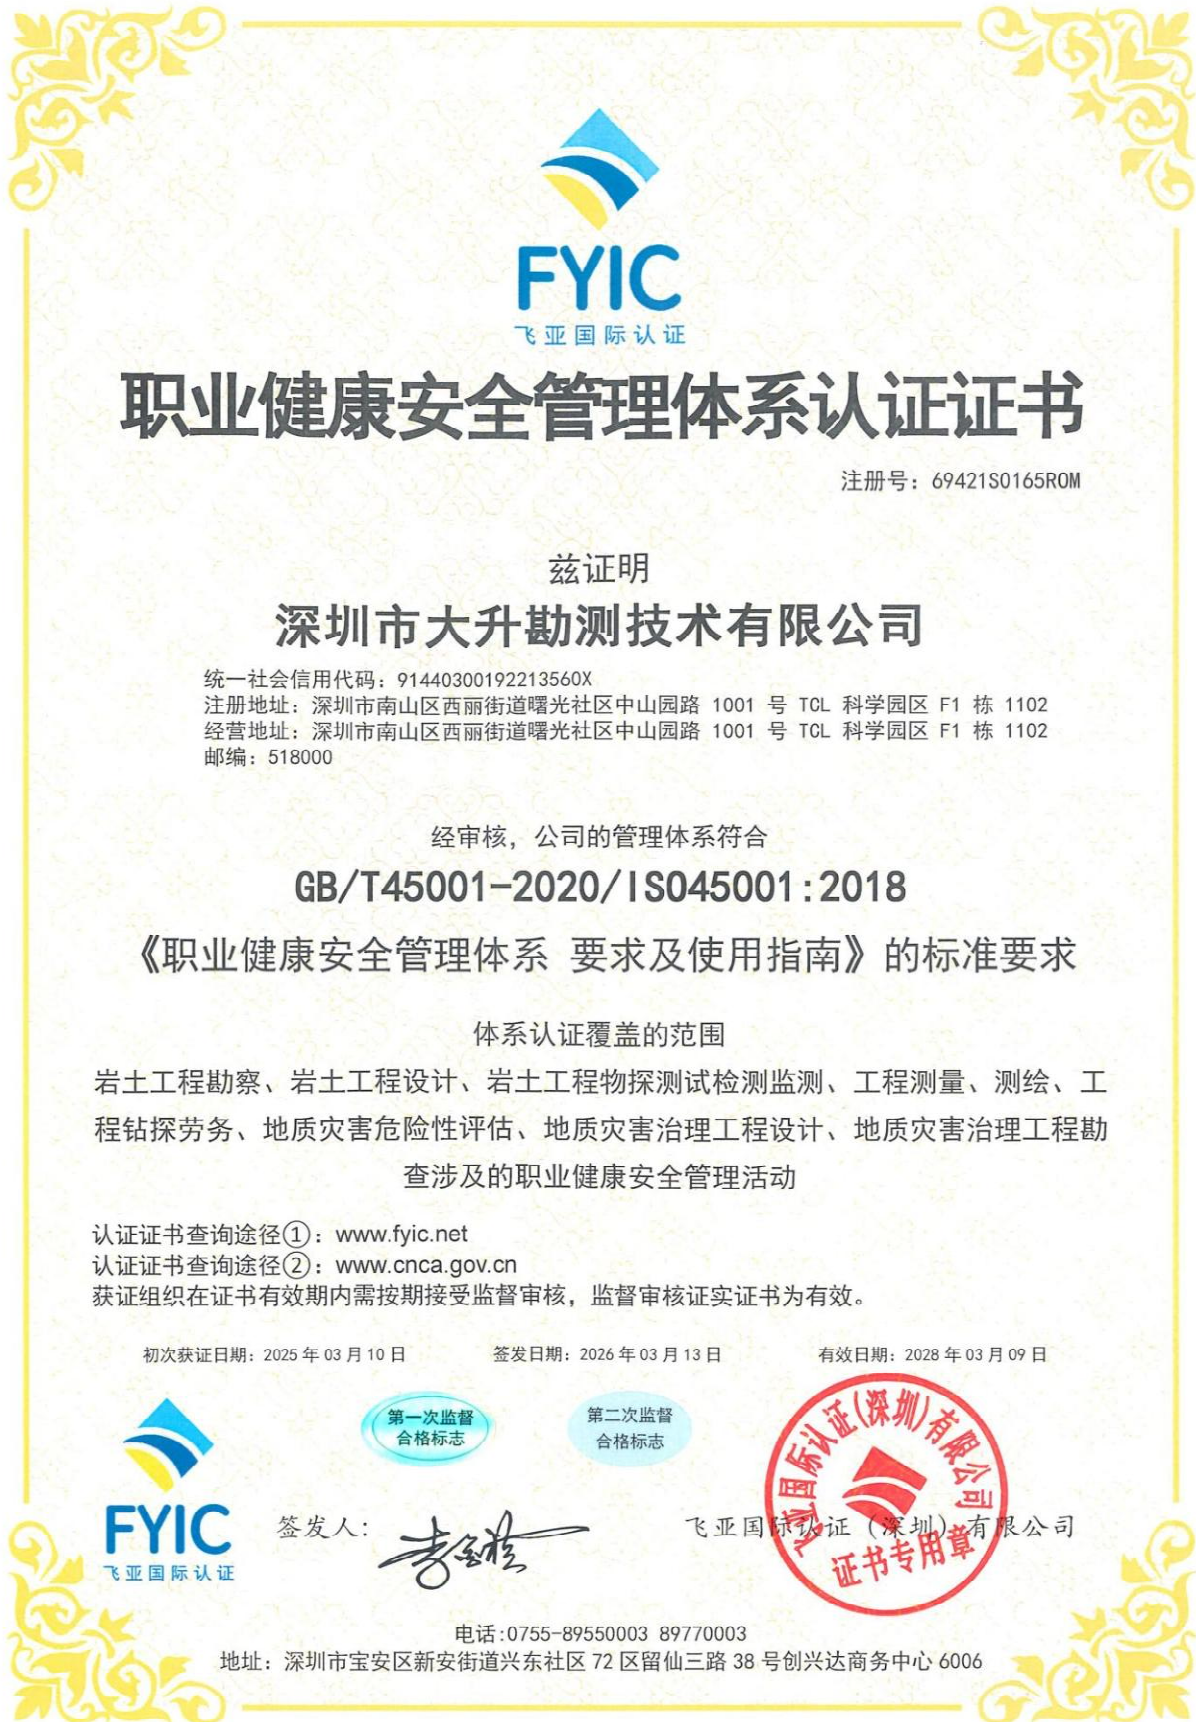 FYIC
飞亚国际认证
职业健康安全管理体系认证证书
注册号：69421S0165R0M
兹证明
深圳市大升勘测技术有限公司
统一社会信用代码：91440300192213560X
注册地址：深圳市南山区西丽街道曙光社区中山园路 1001 号 TCL 科学园区 F1 栋 1102
经营地址：深圳市南山区西丽街道曙光社区中山园路 1001 号 TCL 科学园区 F1 栋 1102
邮编：518000
经审核，公司的管理体系符合
GB/T45001-2020/ISO45001:2018
《职业健康安全管理体系 要求及使用指南》的标准要求
体系认证覆盖的范围
岩土工程勘察、岩土工程设计、岩土工程物探测试检测监测、工程测量、测绘、工
程钻探劳务、地质灾害危险性评估、地质灾害治理工程设计、地质灾害治理工程勘
查涉及的职业健康安全管理活动
认证证书查询途径①：www.fyic.net
认证证书查询途径②：www.cnca.gov.cn
获证组织在证书有效期内需按期接受监督审核，监督审核证实证书为有效。
初次获证日期：2025 年 03 月 10 日 签发日期：2026 年 03 月 13 日 有效日期：2028 年 03 月 09 日
第一次监督
合格标志
第二次监督
合格标志
FYIC
飞亚国际认证
签发人：
飞亚国际认证（深圳）有限公司
飞亚国际认证(深圳)有限公司
证书专用章
电话:0755-89550003 89770003
地址：深圳市宝安区新安街道兴东社区 72 区留仙三路 38 号创兴达商务中心 6006